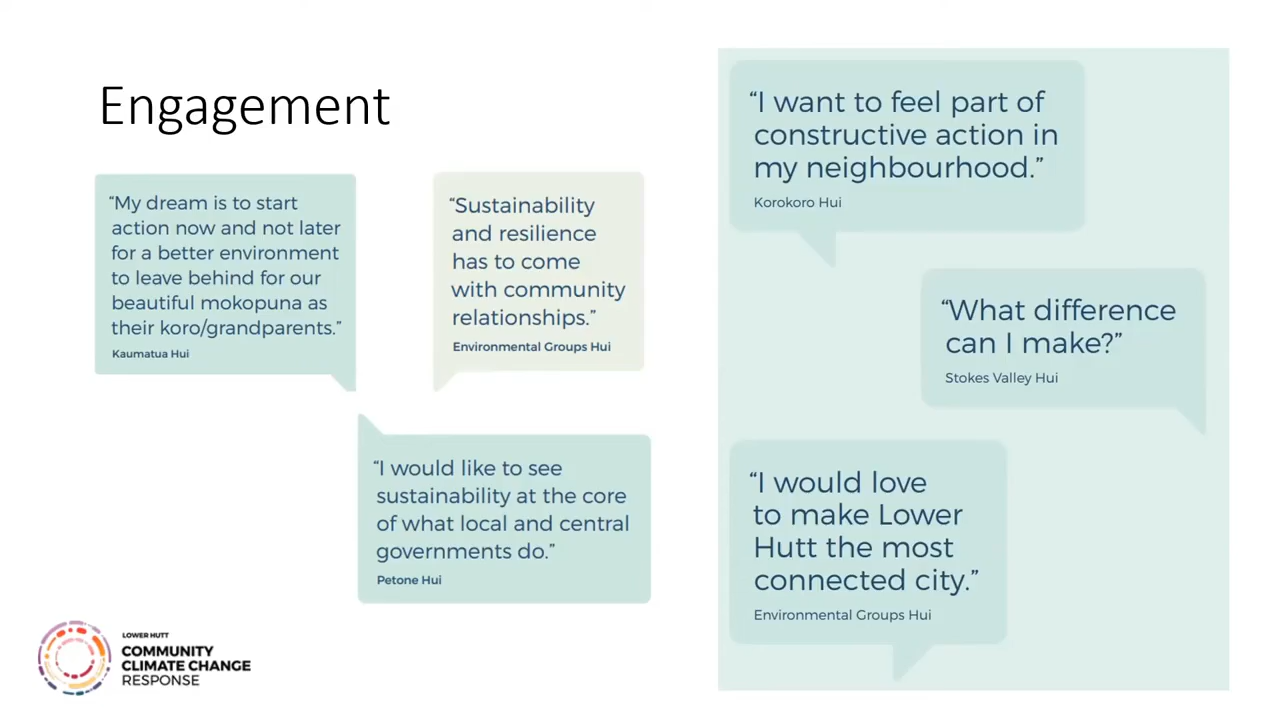 Engagement
“My dream is to start
action now and not later
for a better environment
to leave behind for our
beautiful mokopuna as
their koro/grandparents.”
Kaumatua Hui
“Sustainability
and resilience
has to come
with community
relationships.”
Environmental Groups Hui
“I would like to see
sustainability at the core
of what local and central
governments do.”
Petone Hui
“I want to feel part of
constructive action in
my neighbourhood.”
Korokoro Hui
“What difference
can I make?”
Stokes Valley Hui
“I would love
to make Lower
Hutt the most
connected city.”
Environmental Groups Hui
LOWER HUTT
COMMUNITY
CLIMATE CHANGE
RESPONSE